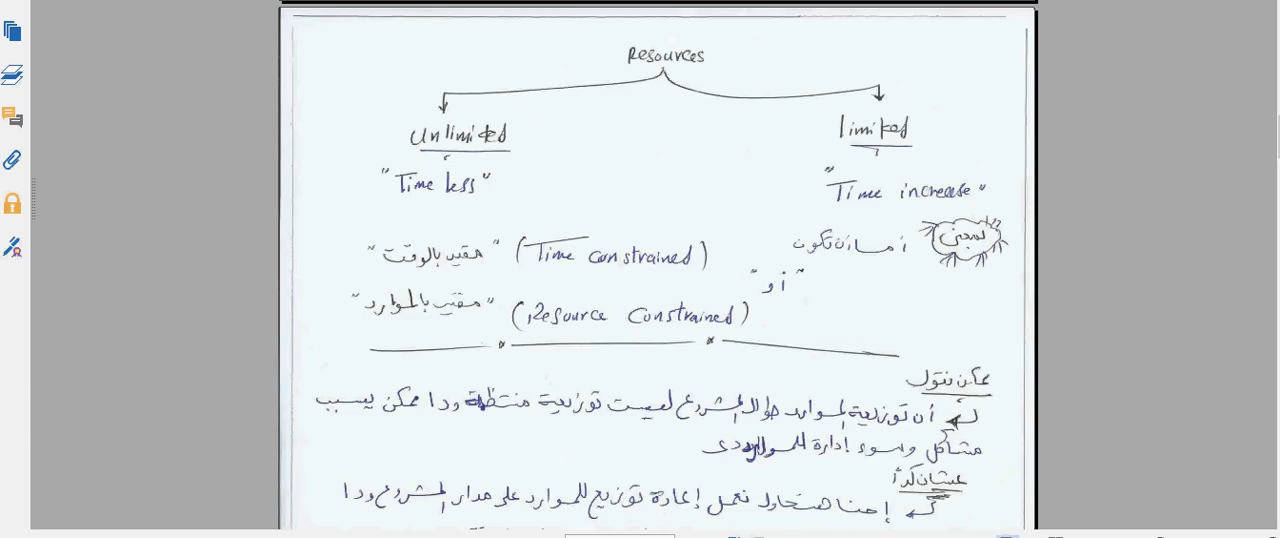 Resources
Unlimited limited
"Time less" "Time increase"
بمعنى أما أن تكون (Time constrained) "مقيد بالوقت"
"أو"
(Resource Constrained) "مقيد بالموارد"
ممكن نقول
أن توزيعة الموارد طوال المشروع ليست توزيعة منتظمة ودا ممكن يسبب
مشاكل وسوء إدارة للموارد دى
عشان كدا
إحنا هنحاول نعمل إعادة توزيع للموارد على مدار المشروع ودا